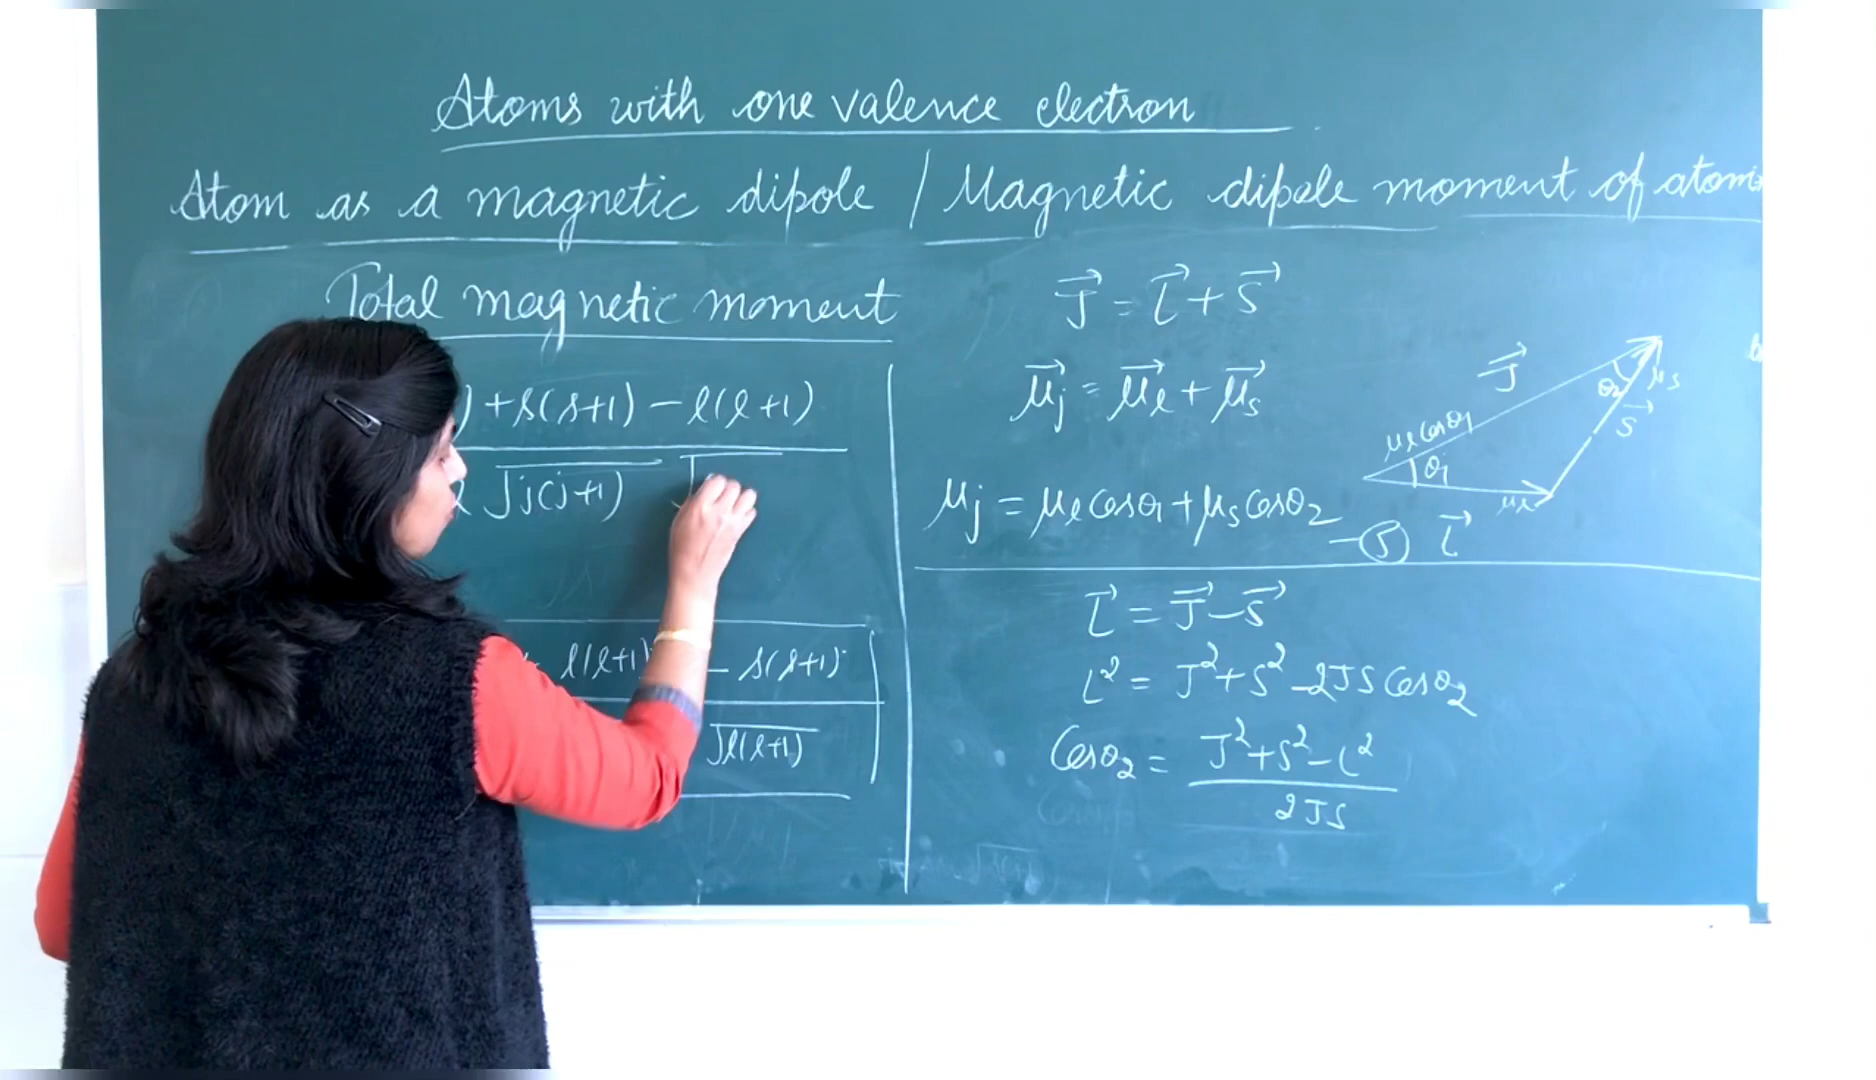 Atoms with one valence electron
Atom as a magnetic dipole / Magnetic dipole moment of atom
Total magnetic moment
) + s(s+1) − l(l+1)
2 √j(j+1) √
l(l+1) − s(s+1)
√l(l+1)
J⃗ = L⃗ + S⃗
μ⃗j = μ⃗l + μ⃗s
μj = μl cosθ1 + μs cosθ2 — (5)
J⃗
μl cosθ1
θ1
θ2
μs
S⃗
μl
L⃗
L⃗ = J⃗ − S⃗
L² = J² + S² − 2JS Cosθ2
Cosθ2 = J² + S² − L²
2JS